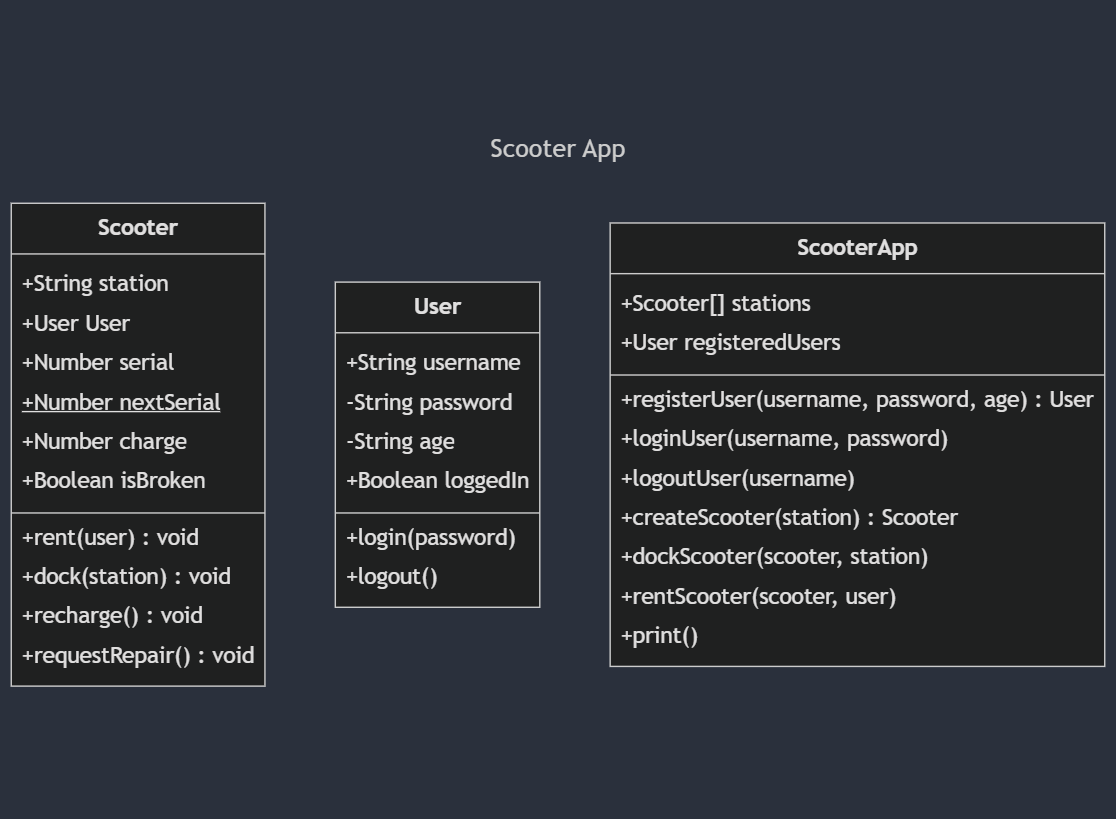 Scooter App
Scooter
+String station
+User User
+Number serial
+Number nextSerial
+Number charge
+Boolean isBroken
+rent(user) : void
+dock(station) : void
+recharge() : void
+requestRepair() : void
User
+String username
-String password
-String age
+Boolean loggedIn
+login(password)
+logout()
ScooterApp
+Scooter[] stations
+User registeredUsers
+registerUser(username, password, age) : User
+loginUser(username, password)
+logoutUser(username)
+createScooter(station) : Scooter
+dockScooter(scooter, station)
+rentScooter(scooter, user)
+print()